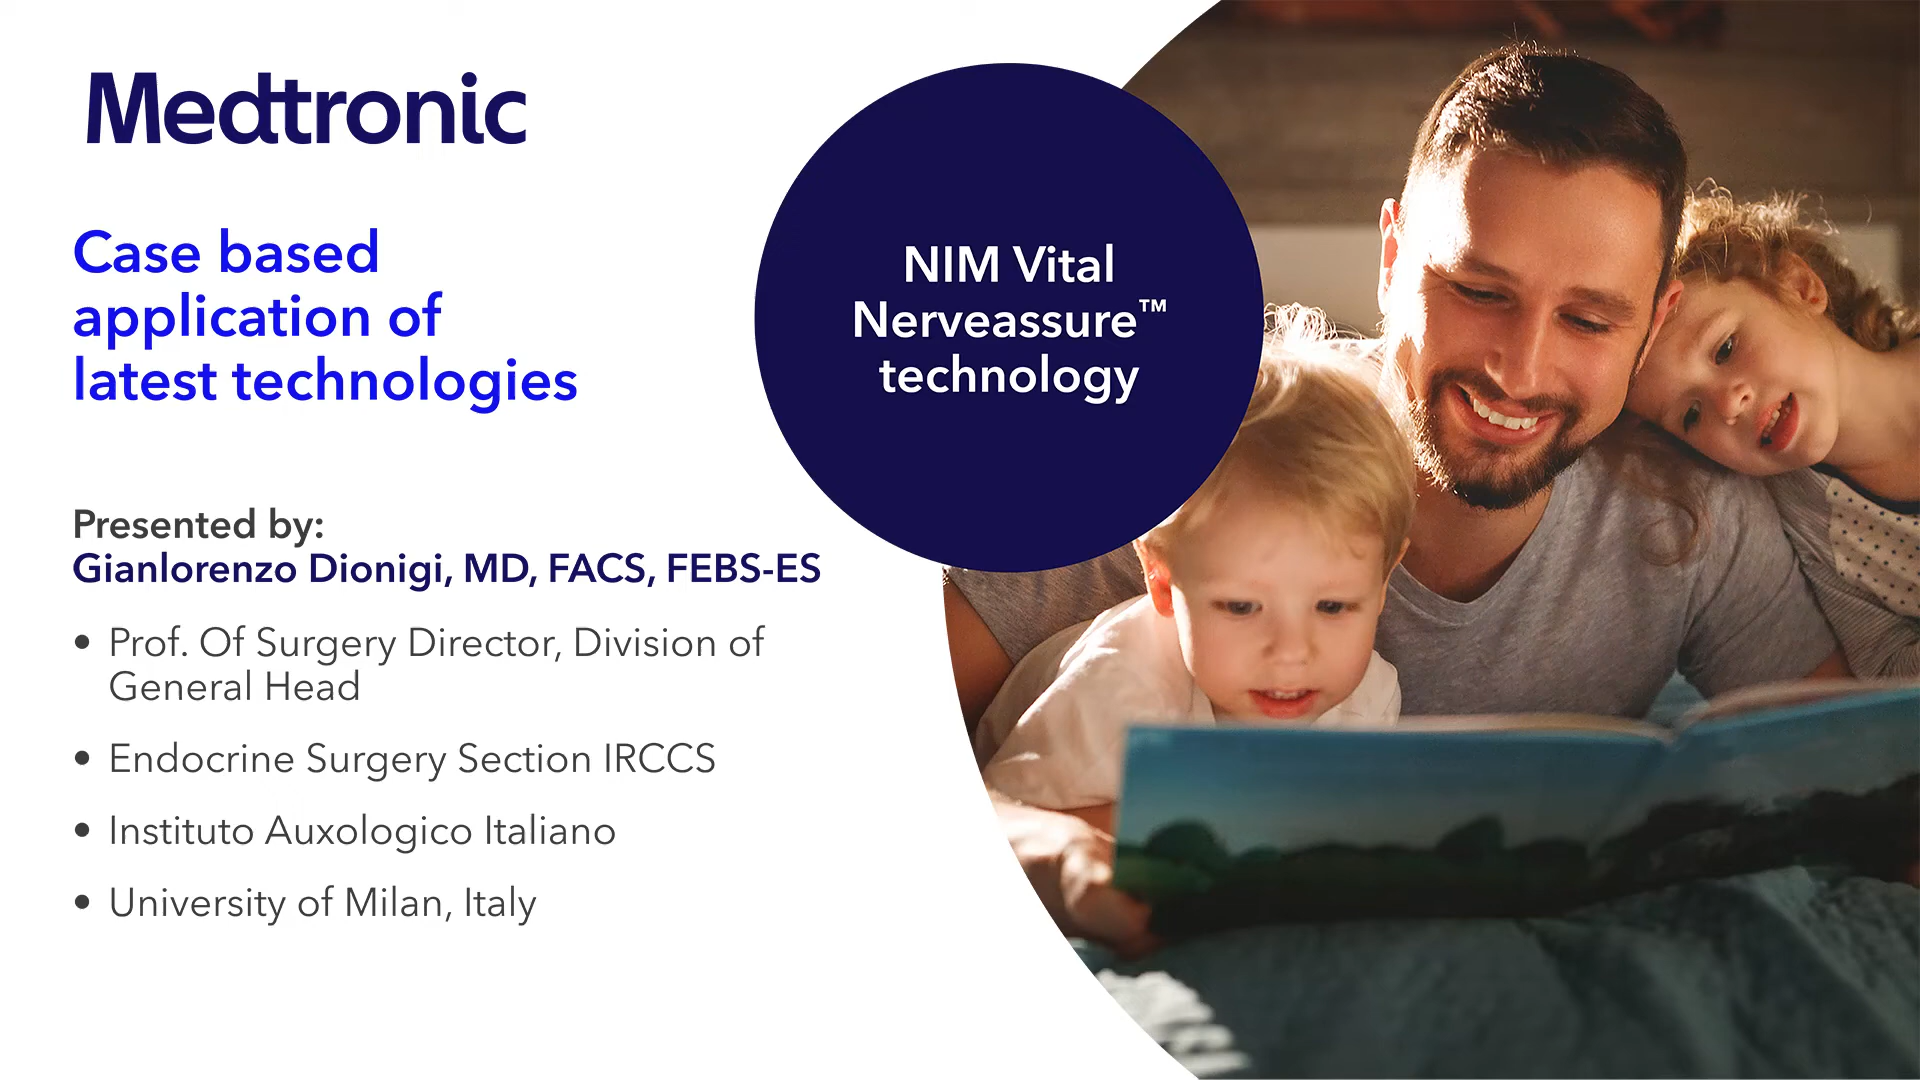 Medtronic
Case based
application of
latest technologies
NIM Vital
Nerveassure™
technology
Presented by:
Gianlorenzo Dionigi, MD, FACS, FEBS-ES
• Prof. Of Surgery Director, Division of
General Head
• Endocrine Surgery Section IRCCS
• Instituto Auxologico Italiano
• University of Milan, Italy